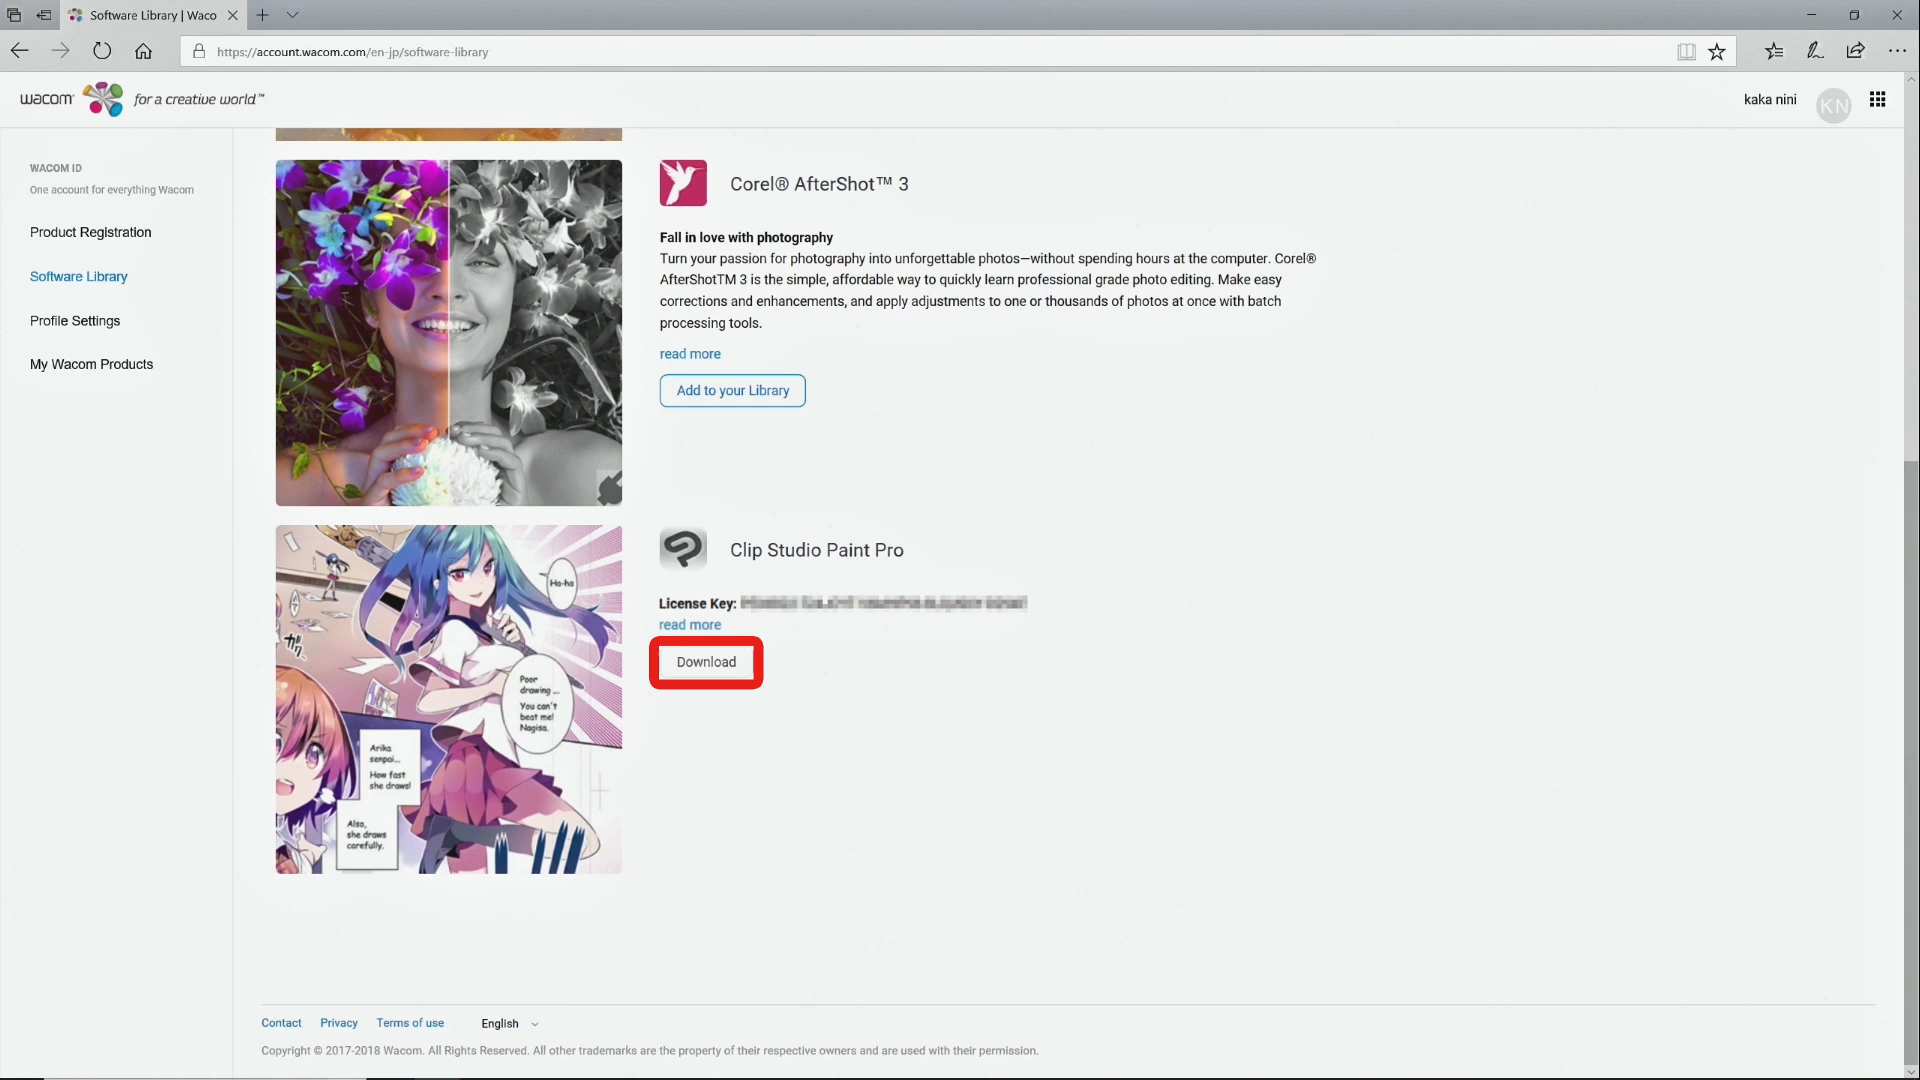 Software Library | Waco
https://account.wacom.com/en-jp/software-library
wacom for a creative world™
kaka nini
KN
WACOM ID
One account for everything Wacom
Product Registration
Software Library
Profile Settings
My Wacom Products
Corel® AfterShot™ 3
Fall in love with photography
Turn your passion for photography into unforgettable photos—without spending hours at the computer. Corel®
AfterShotTM 3 is the simple, affordable way to quickly learn professional grade photo editing. Make easy
corrections and enhancements, and apply adjustments to one or thousands of photos at once with batch
processing tools.
read more
Add to your Library
Ha-ha
ガッ
Poor
drawing ...
You can't
beat me!
Nagisa.
Arika
senpai...
How fast
she draws!
Also,
she draws
carefully.
Clip Studio Paint Pro
License Key:
read more
Download
Contact Privacy Terms of use English
Copyright © 2017-2018 Wacom. All Rights Reserved. All other trademarks are the property of their respective owners and are used with their permission.